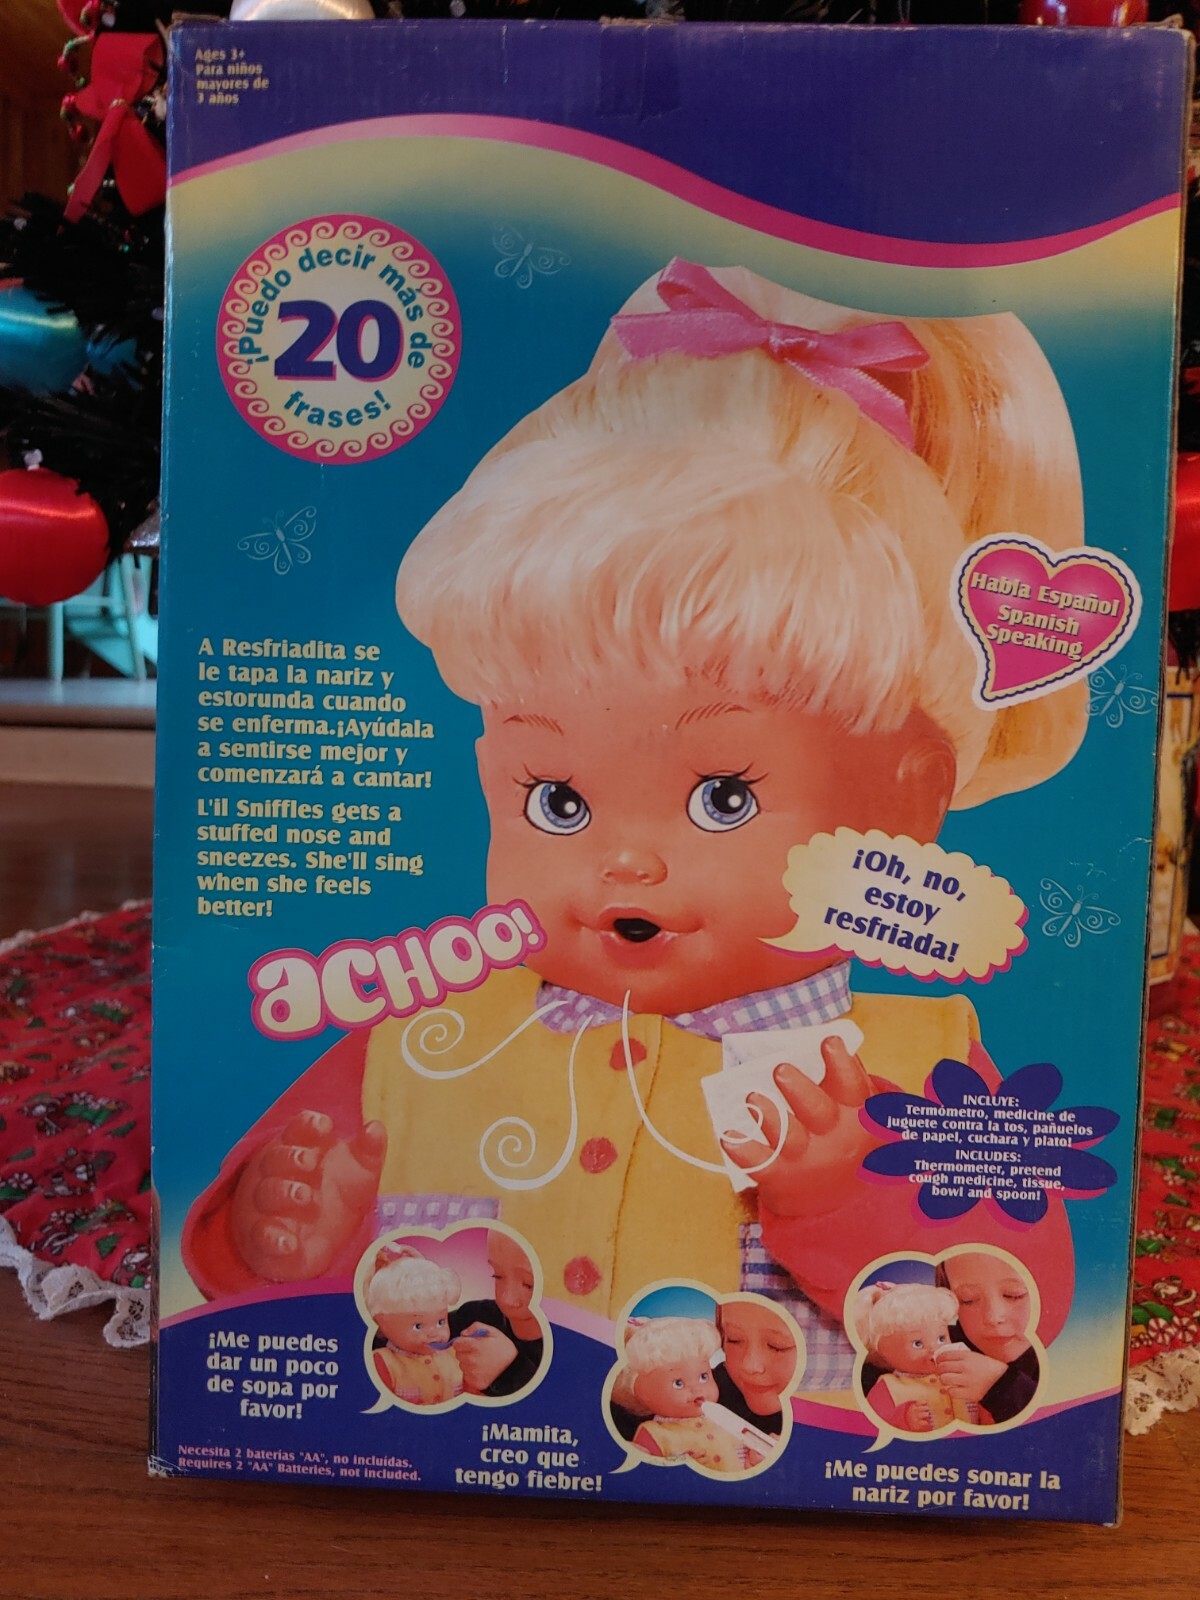 Ages 3+
Para niños
mayores de
3 años
¡Puedo decir más de
20
frases!
Habla Español
Spanish
Speaking
A Resfriadita se
le tapa la nariz y
estorunda cuando
se enferma.¡Ayúdala
a sentirse mejor y
comenzará a cantar!
L'il Sniffles gets a
stuffed nose and
sneezes. She'll sing
when she feels
better!
¡Oh, no,
estoy
resfriada!
ACHOO!
INCLUYE:
Termómetro, medicine de
juguete contra la tos, pañuelos
de papel, cuchara y plato!
INCLUDES:
Thermometer, pretend
cough medicine, tissue,
bowl and spoon!
¡Me puedes
dar un poco
de sopa por
favor!
¡Mamita,
creo que
tengo fiebre!
¡Me puedes sonar la
nariz por favor!
Necesita 2 baterías "AA", no incluídas.
Requires 2 "AA" Batteries, not included.